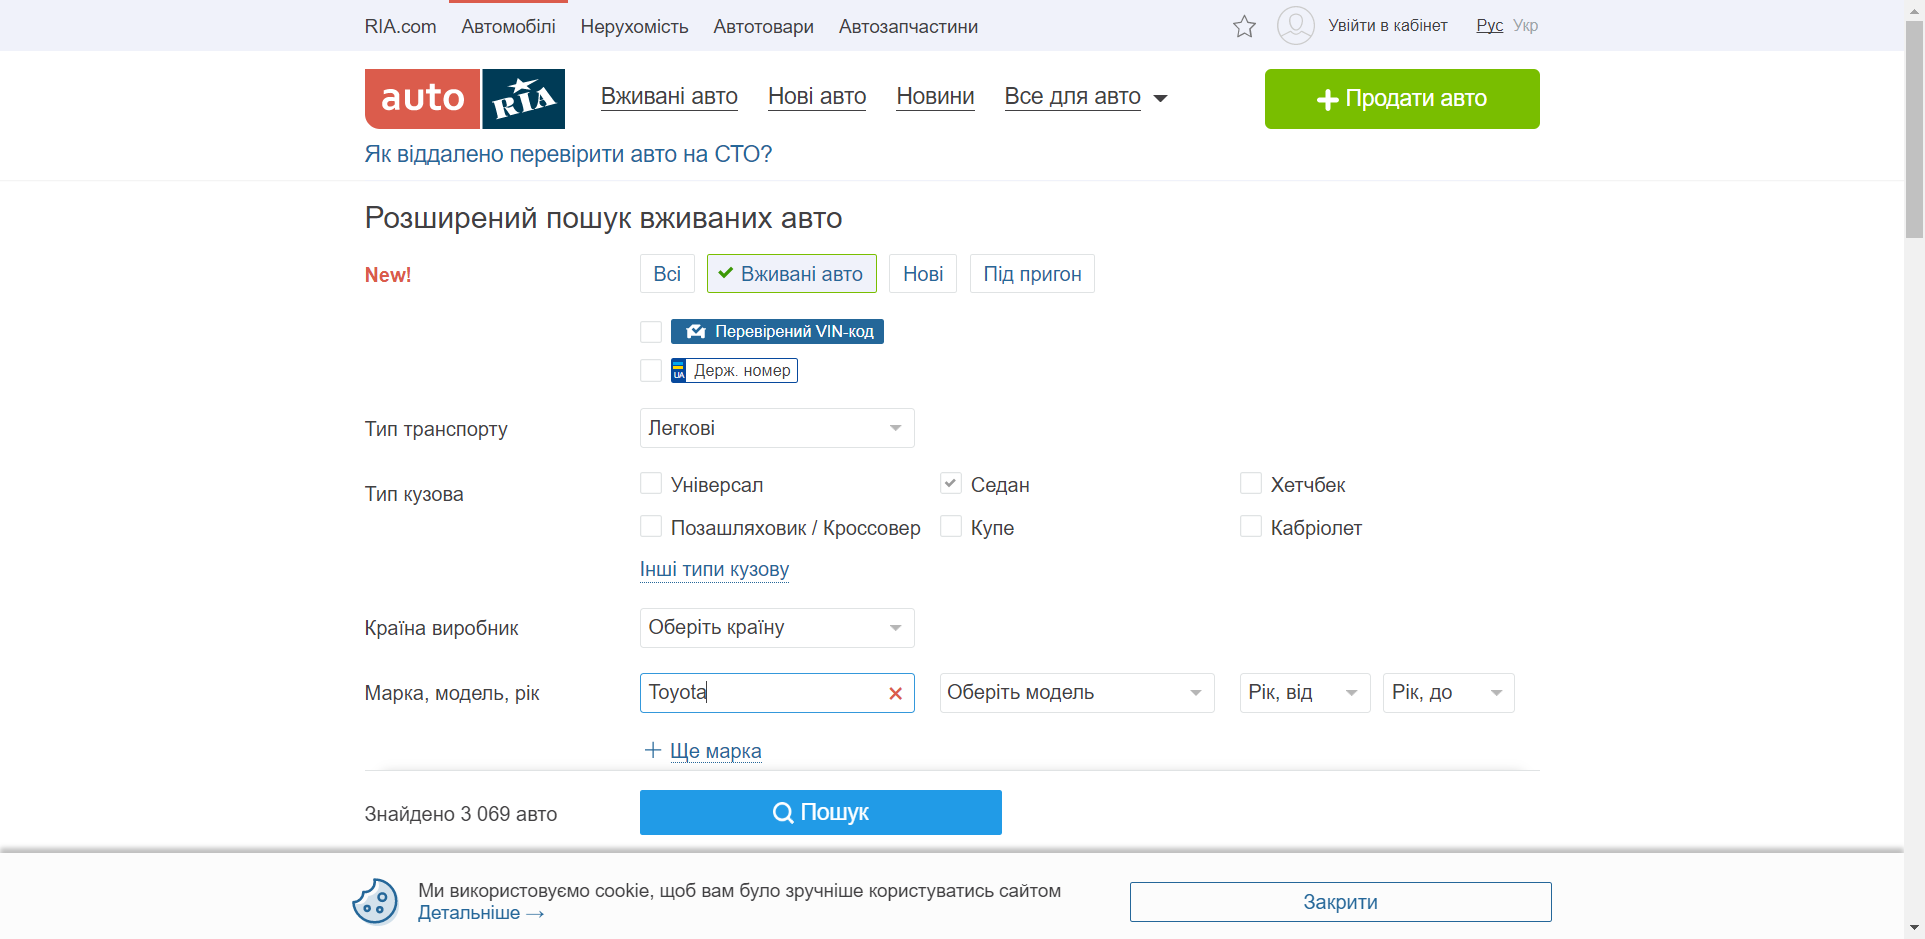 RIA.com Автомобілі Нерухомість Автотовари Автозапчастини Увійти в кабінет Рус Укр
auto RIA Вживані авто Нові авто Новини Все для авто Продати авто
Як віддалено перевірити авто на СТО?
Розширений пошук вживаних авто
New! Всі Вживані авто Нові Під пригон
Перевірений VIN-код
UA Держ. номер
Тип транспорту Легкові
Тип кузова Універсал Седан Хетчбек
Позашляховик / Кроссовер Купе Кабріолет
Інші типи кузову
Країна виробник Оберіть країну
Марка, модель, рік Toyota Оберіть модель Рік, від Рік, до
Ще марка
Знайдено 3 069 авто Пошук
Ми використовуємо cookie, щоб вам було зручніше користуватись сайтом
Детальніше →
Закрити